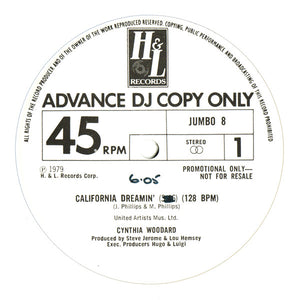 ALL RIGHTS OF THE RECORD PRODUCER AND OF THE OWNER OF THE WORK REPRODUCED RESERVED. COPYING, PUBLIC PERFORMANCE AND BROADCASTING OF THIS RECORD PROHIBITED
H&L
RECORDS
ADVANCE DJ COPY ONLY
45 RPM
JUMBO 8
STEREO
1
℗ 1979
H. & L. Records Corp.
PROMOTIONAL ONLY–
NOT FOR RESALE
6·05
CALIFORNIA DREAMIN' (128 BPM)
(J. Phillips & M. Phillips)
United Artists Mus. Ltd.
CYNTHIA WOODARD
Produced by Steve Jerome & Lou Hemsey
Exec. Producers Hugo & Luigi